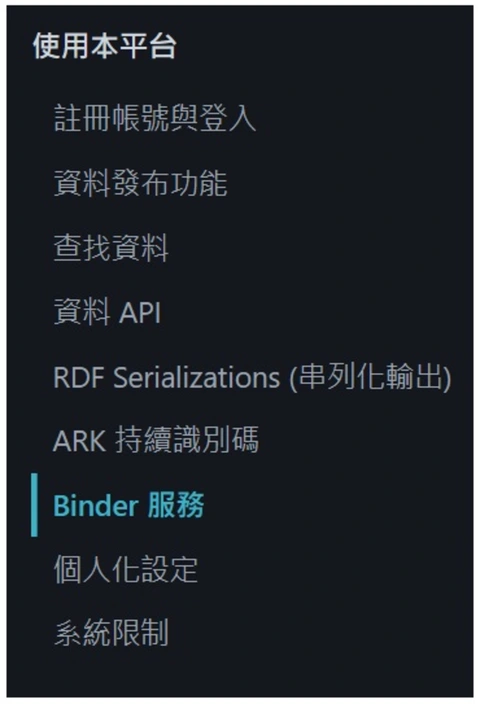 使用本平台
註冊帳號與登入
資料發布功能
查找資料
資料 API
RDF Serializations (串列化輸出)
ARK 持續識別碼
Binder 服務
個人化設定
系統限制